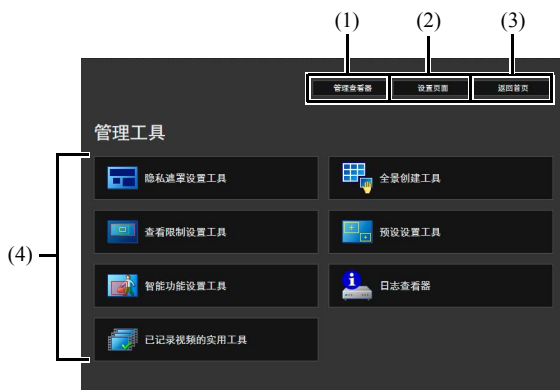 (1) (2) (3)
管理查看器 设置页面 返回首页
管理工具
隐私遮罩设置工具 全景创建工具
查看限制设置工具 预设设置工具
(4)
智能功能设置工具 日志查看器
已记录视频的实用工具